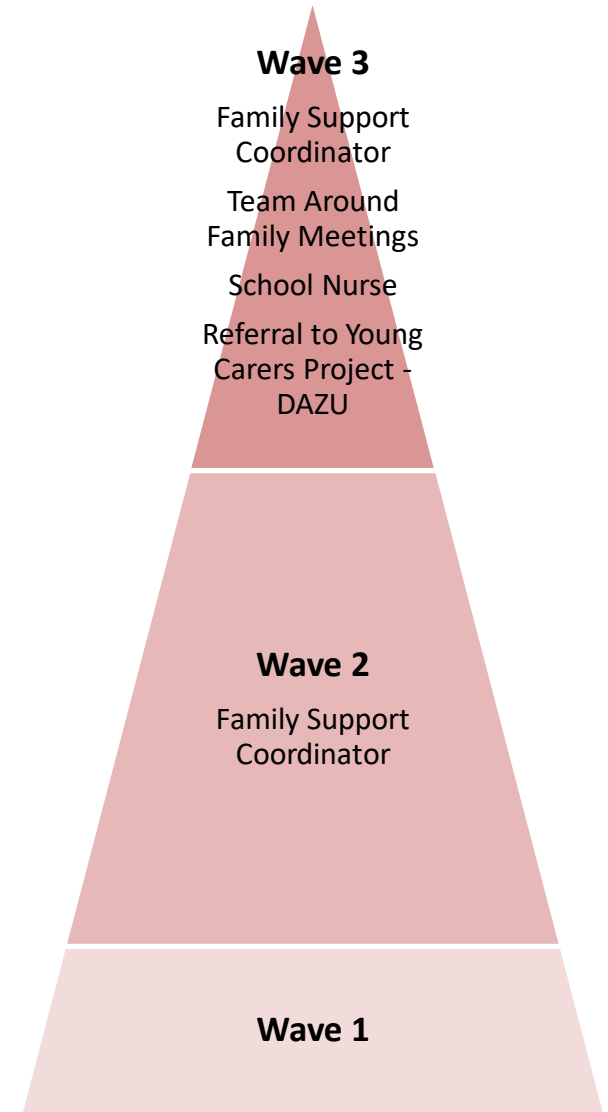 Wave 3
Family Support
Coordinator
Team Around
Family Meetings
School Nurse
Referral to Young
Carers Project -
DAZU
Wave 2
Family Support
Coordinator
Wave 1